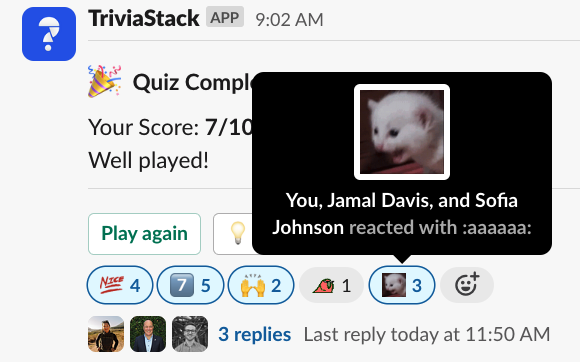 TriviaStack APP 9:02 AM
Quiz Compl
Your Score: 7/10
Well played!
You, Jamal Davis, and Sofia
Johnson reacted with :aaaaaa:
Play again
NICE 4 7 5 2 1 3
3 replies Last reply today at 11:50 AM